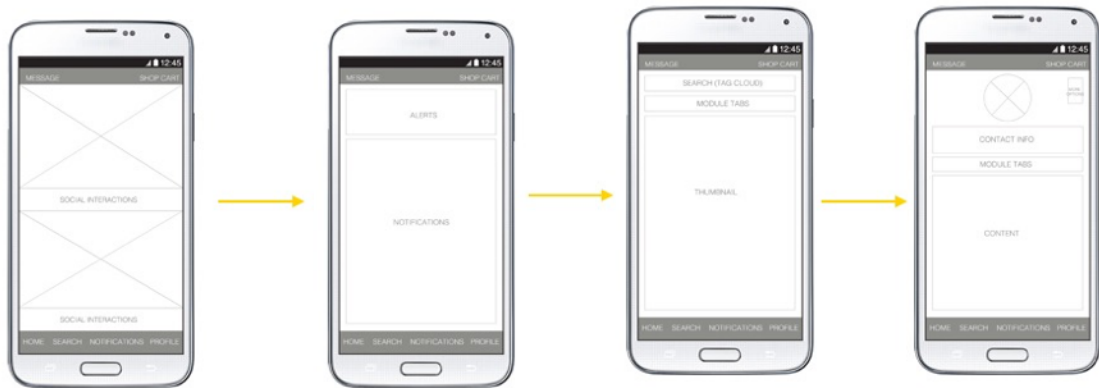 12:45
MESSAGE SHOP CART
SOCIAL INTERACTIONS
SOCIAL INTERACTIONS
HOME SEARCH NOTIFICATIONS PROFILE
12:45
MESSAGE SHOP CART
ALERTS
NOTIFICATIONS
HOME SEARCH NOTIFICATIONS PROFILE
12:45
MESSAGE SHOP CART
SEARCH (TAG CLOUD)
MODULE TABS
THUMBNAIL
HOME SEARCH NOTIFICATIONS PROFILE
12:45
MESSAGE SHOP CART
MORE
OPTIONS
CONTACT INFO
MODULE TABS
CONTENT
HOME SEARCH NOTIFICATIONS PROFILE